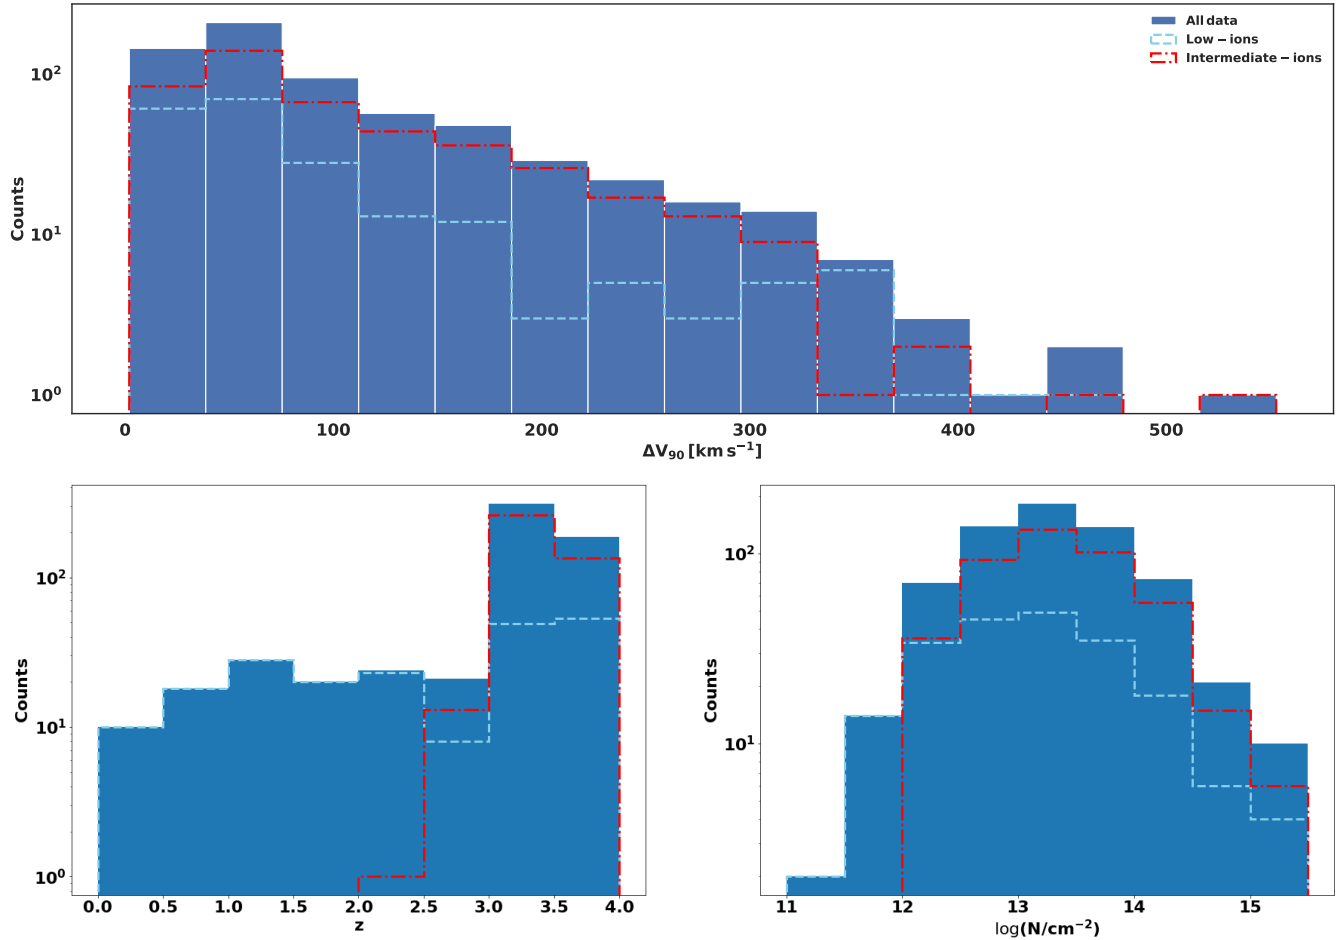 All data
Low − ions
Intermediate − ions
10²
10¹
10⁰
Counts
0 100 200 300 400 500
ΔV₉₀ [km s⁻¹]
10²
10¹
10⁰
Counts
0.0 0.5 1.0 1.5 2.0 2.5 3.0 3.5 4.0
z
10²
10¹
Counts
11 12 13 14 15
log(N/cm⁻²)